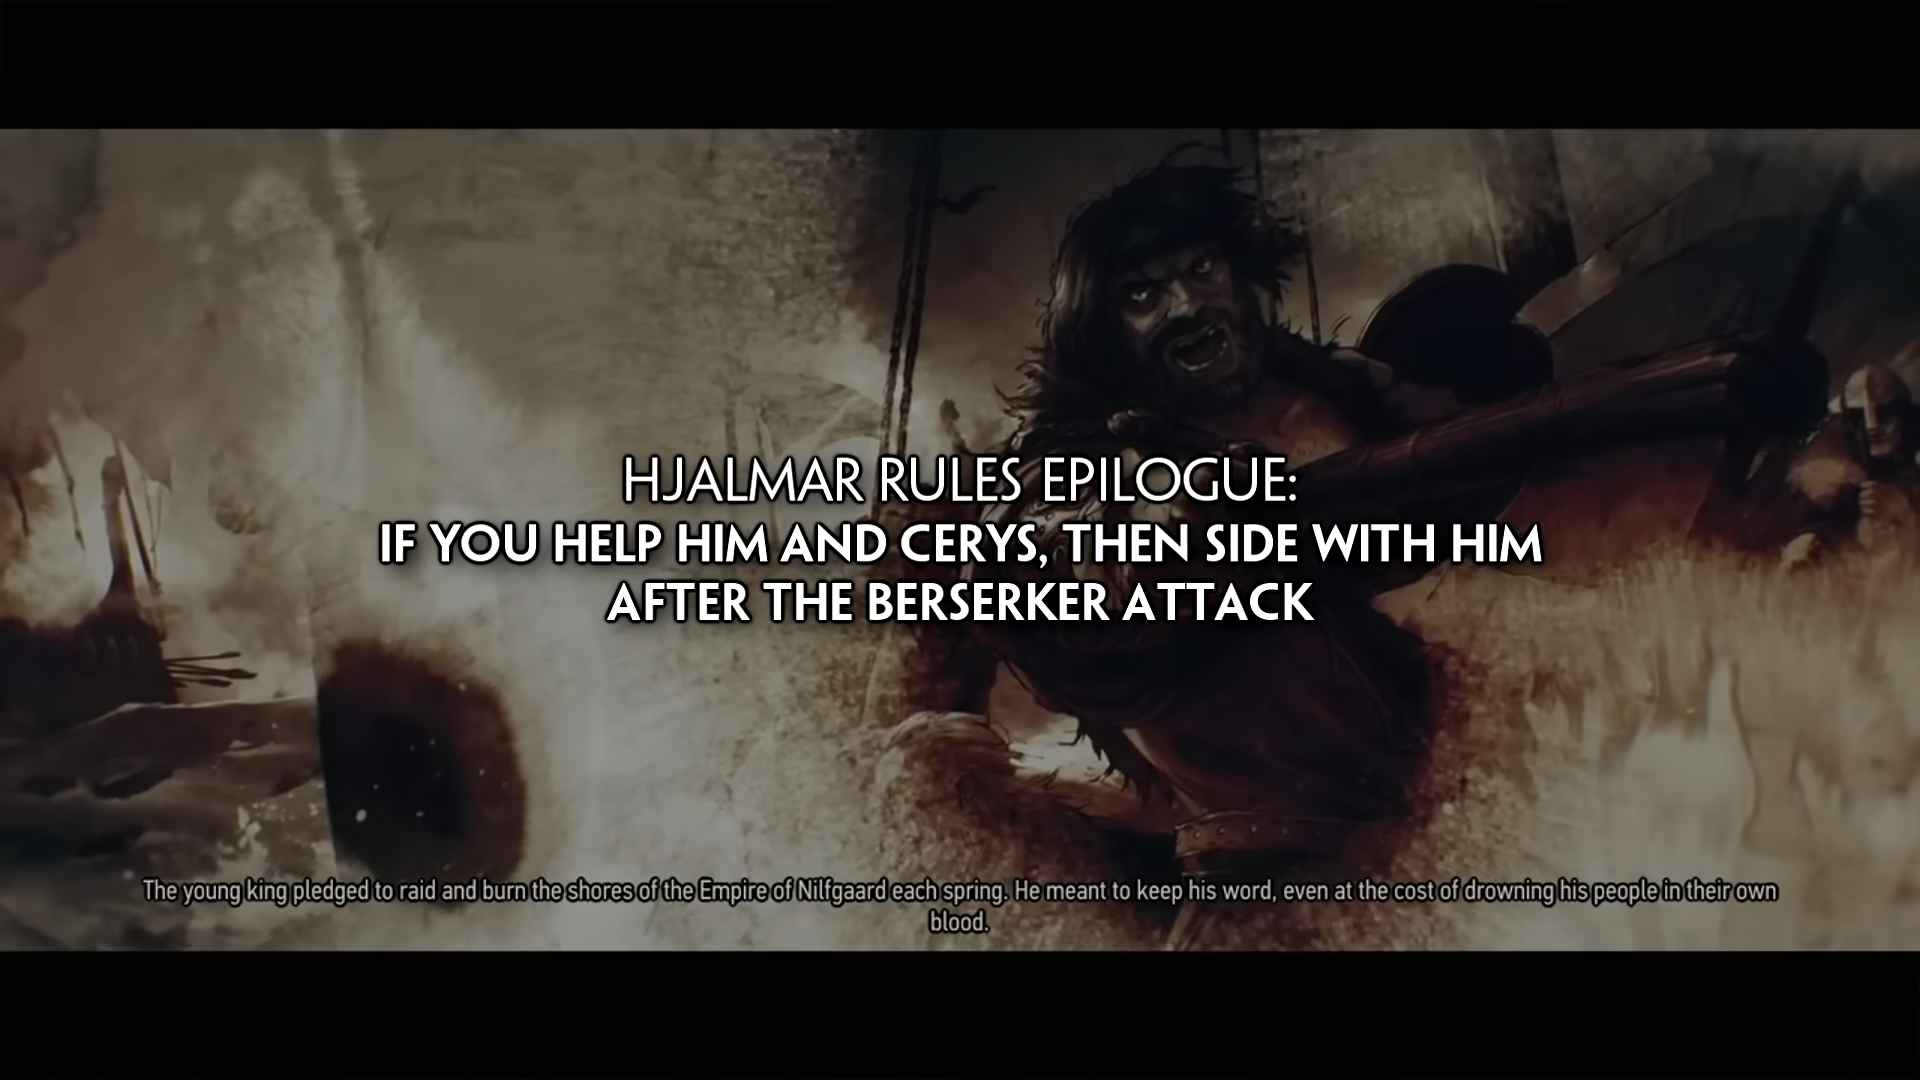 HJALMAR RULES EPILOGUE:
IF YOU HELP HIM AND CERYS, THEN SIDE WITH HIM
AFTER THE BERSERKER ATTACK
The young king pledged to raid and burn the shores of the Empire of Nilfgaard each spring. He meant to keep his word, even at the cost of drowning his people in their own
blood.